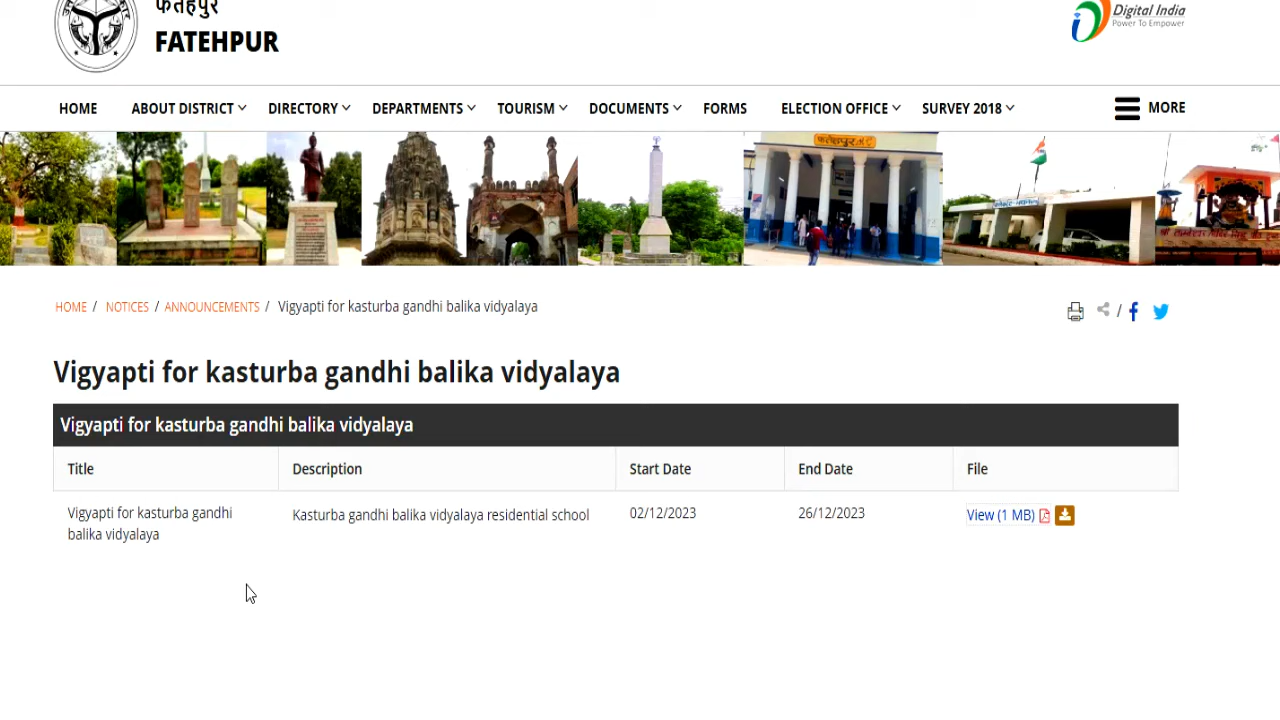 फतेहपुर
FATEHPUR
Digital India
Power To Empower
HOME ABOUT DISTRICT DIRECTORY DEPARTMENTS TOURISM DOCUMENTS FORMS ELECTION OFFICE SURVEY 2018 MORE
HOME / NOTICES / ANNOUNCEMENTS / Vigyapti for kasturba gandhi balika vidyalaya
Vigyapti for kasturba gandhi balika vidyalaya
Vigyapti for kasturba gandhi balika vidyalaya
Title Description Start Date End Date File
Vigyapti for kasturba gandhi
balika vidyalaya
Kasturba gandhi balika vidyalaya residential school
02/12/2023
26/12/2023
View (1 MB)